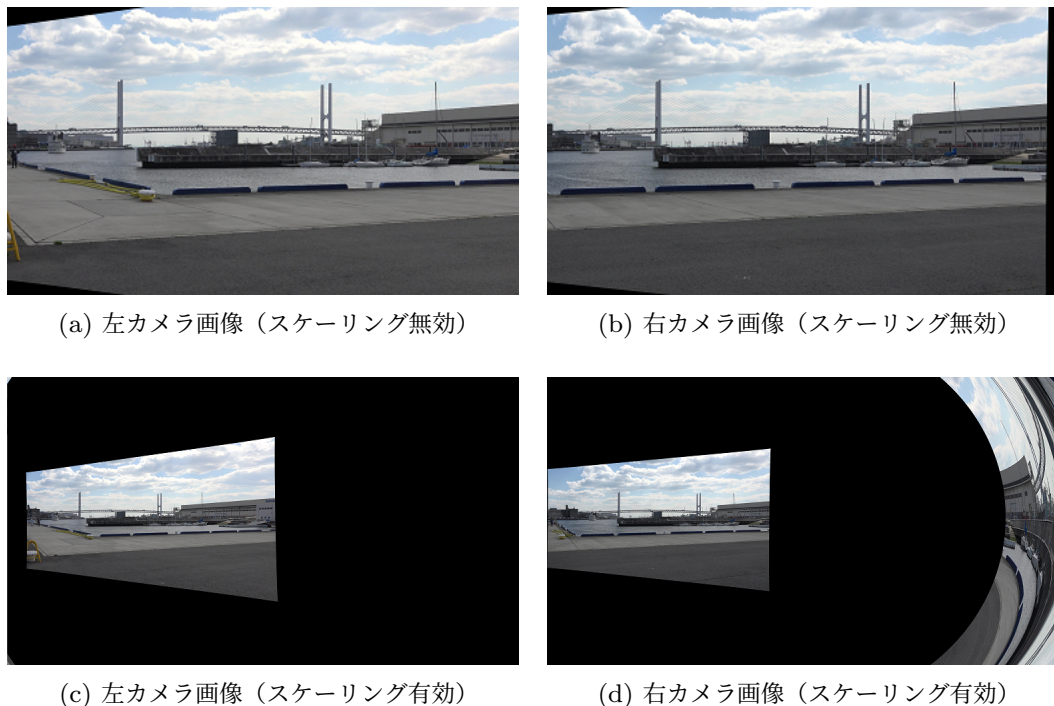 (a) 左カメラ画像（スケーリング無効）
(b) 右カメラ画像（スケーリング無効）
(c) 左カメラ画像（スケーリング有効）
(d) 右カメラ画像（スケーリング有効）